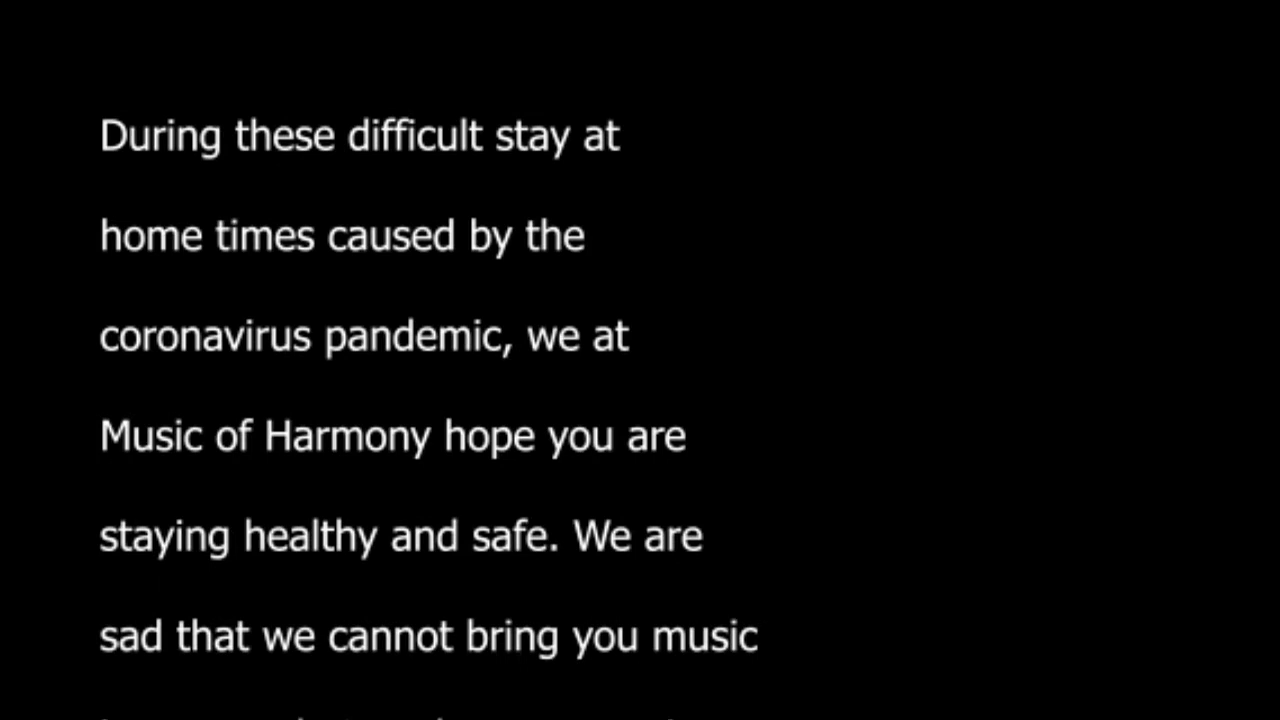 During these difficult stay at
home times caused by the
coronavirus pandemic, we at
Music of Harmony hope you are
staying healthy and safe. We are
sad that we cannot bring you music